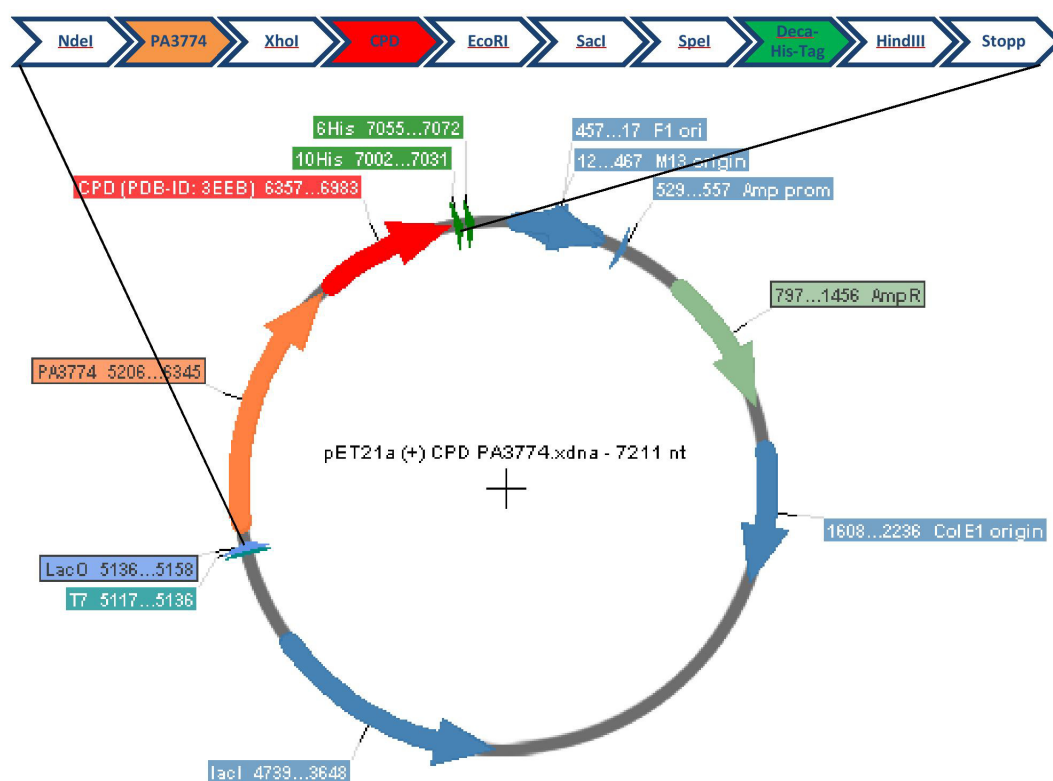 NdeI PA3774 XhoI CPD EcoRI SacI SpeI Deca-His-Tag HindIII Stopp
6His 7055...7072
457...17 F1 ori
10His 7002...7031
12...467 M13 origin
CPD (PDB-ID: 3EEB) 6357...6983
529...557 Amp prom
797...1456 AmpR
PA3774 5206...6345
pET21a (+) CPD PA3774.xdna - 7211 nt
1608...2236 ColE1 origin
LacO 5136...5158
T7 5117...5136
lacI 4739...3648